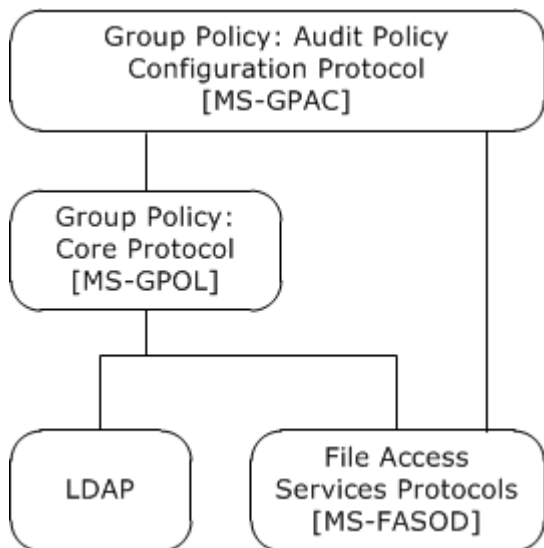 Group Policy: Audit Policy
Configuration Protocol
[MS-GPAC]
Group Policy:
Core Protocol
[MS-GPOL]
LDAP
File Access
Services Protocols
[MS-FASOD]